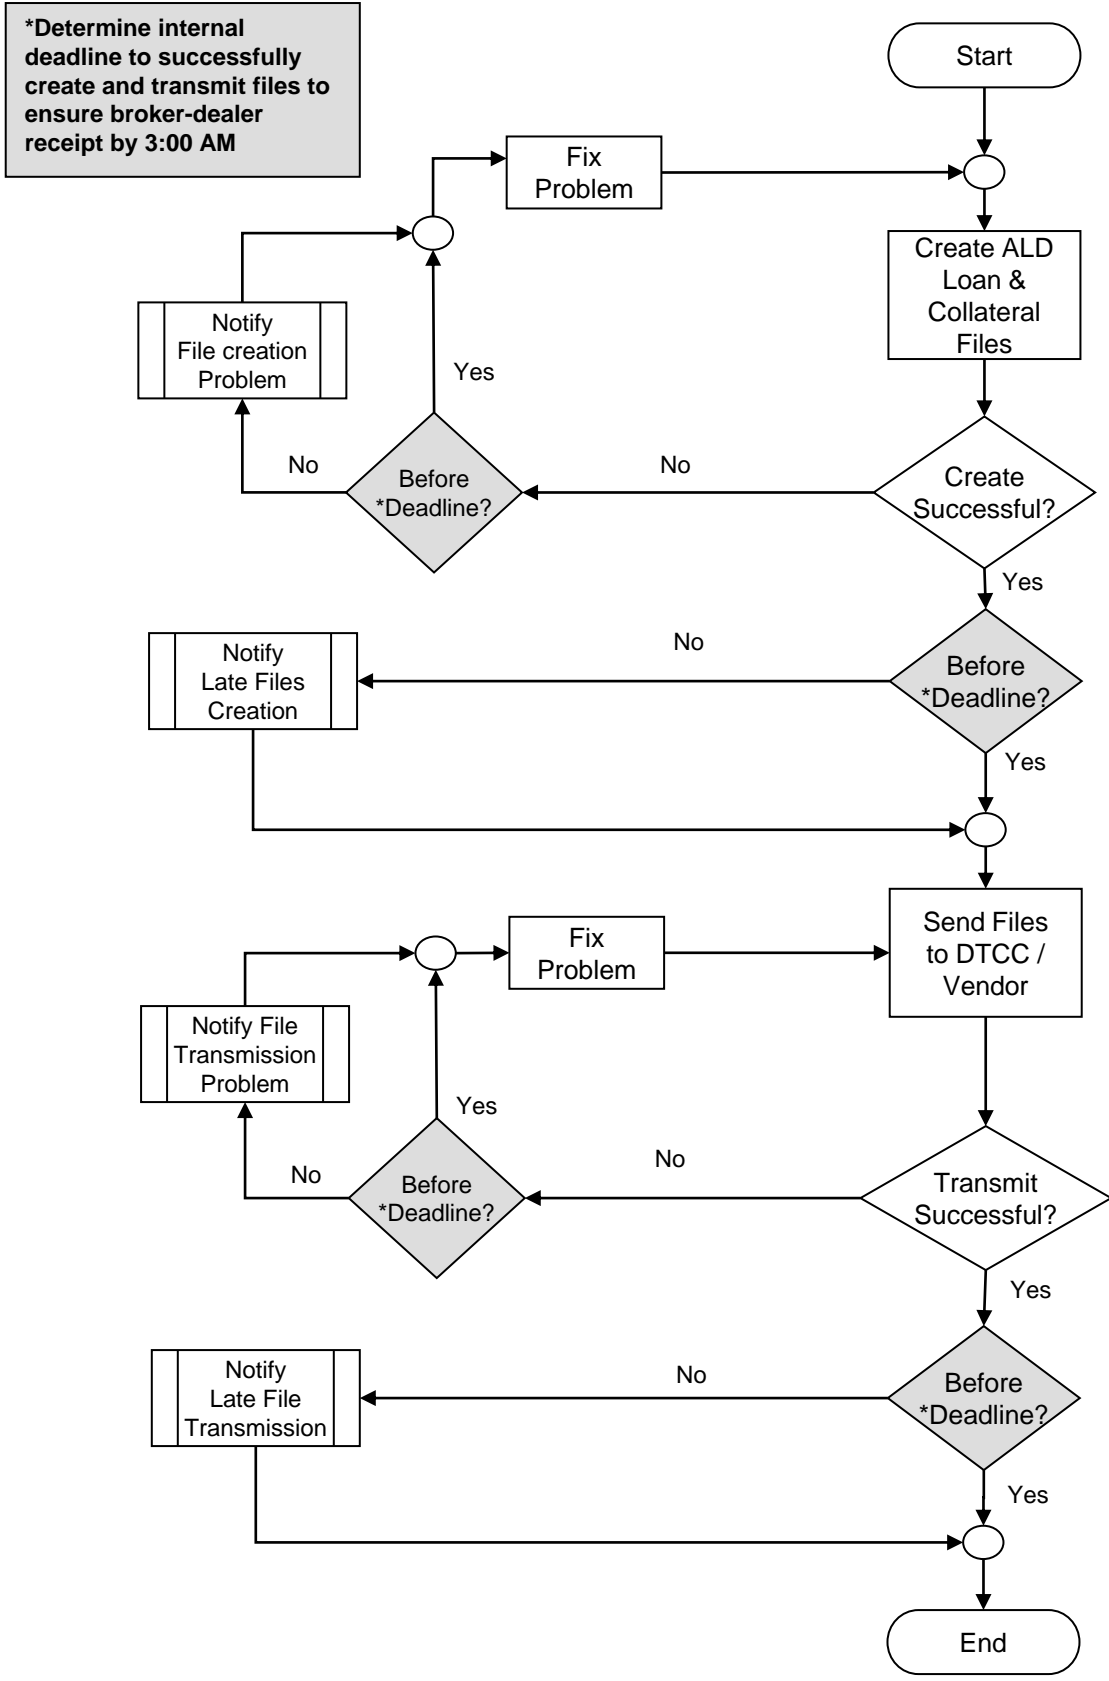 *Determine internal
deadline to successfully
create and transmit files to
ensure broker-dealer
receipt by 3:00 AM
Start
Fix
Problem
Create ALD
Loan &
Collateral
Files
Notify
File creation
Problem
Yes
No
Before
*Deadline?
No
Create
Successful?
Yes
Notify
Late Files
Creation
No
Before
*Deadline?
Yes
Fix
Problem
Send Files
to DTCC /
Vendor
Notify File
Transmission
Problem
Yes
No
Before
*Deadline?
No
Transmit
Successful?
Yes
Notify
Late File
Transmission
No
Before
*Deadline?
Yes
End